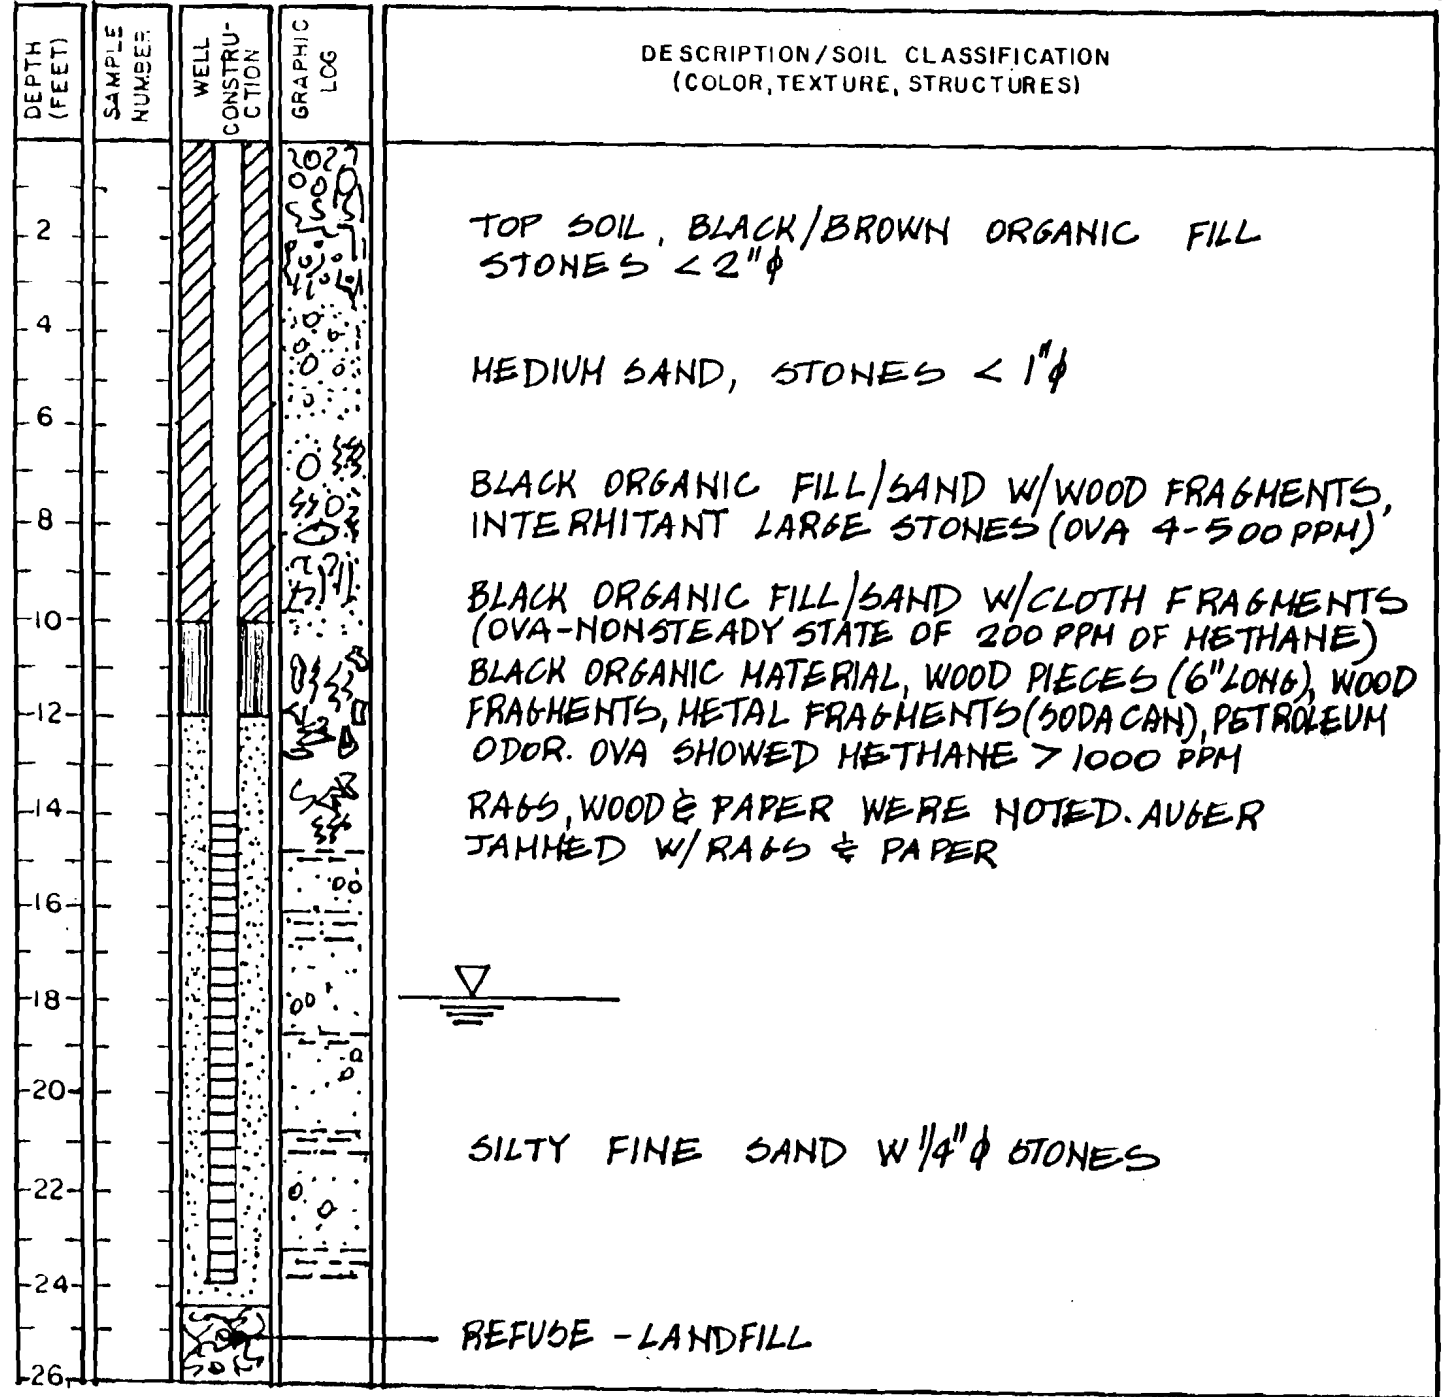 DEPTH
(FEET)
SAMPLE
NUMBER
WELL
CONSTRU-
CTION
GRAPHIC
LOG
DESCRIPTION/SOIL CLASSIFICATION
(COLOR, TEXTURE, STRUCTURES)
2
TOP SOIL, BLACK/BROWN ORGANIC FILL
STONES <2"φ
4
MEDIUM SAND, STONES < 1"φ
6
BLACK ORGANIC FILL/SAND W/WOOD FRAGMENTS,
8
INTERMITANT LARGE STONES (OVA 4-500 PPM)
BLACK ORGANIC FILL/SAND W/CLOTH FRAGMENTS
10
(OVA-NONSTEADY STATE OF 200 PPM OF METHANE)
BLACK ORGANIC MATERIAL, WOOD PIECES (6" LONG), WOOD
12
FRAGMENTS, METAL FRAGMENTS (SODA CAN), PETROLEUM
ODOR. OVA SHOWED METHANE > 1000 PPM
14
RAGS, WOOD & PAPER WERE NOTED. AUGER
JAMMED W/ RAGS & PAPER
16
18
20
SILTY FINE SAND W 1/4"φ STONES
22
24
REFUSE - LANDFILL
26